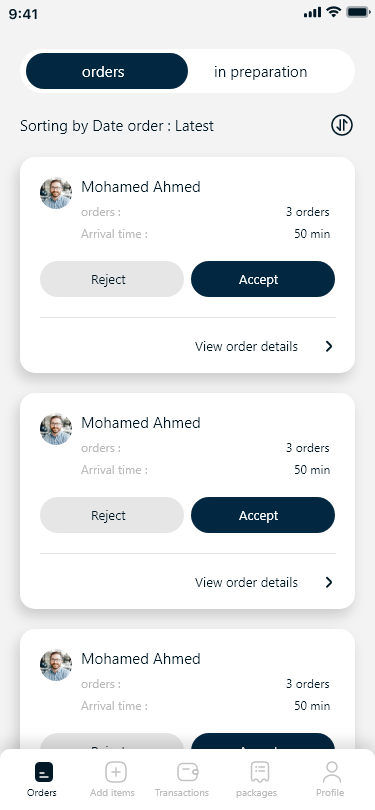 9:41
orders
in preparation
Sorting by Date order : Latest
Mohamed Ahmed
orders :
3 orders
Arrival time :
50 min
Reject
Accept
View order details
Mohamed Ahmed
orders :
3 orders
Arrival time :
50 min
Reject
Accept
View order details
Mohamed Ahmed
orders :
3 orders
Arrival time :
50 min
Orders
Add items
Transactions
packages
Profile